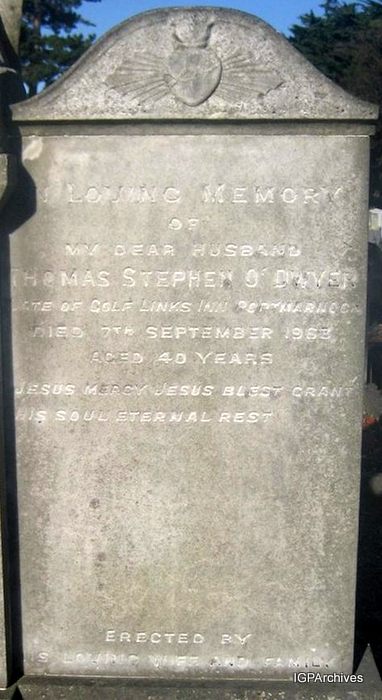 IN LOVING MEMORY
OF
MY DEAR HUSBAND
THOMAS STEPHEN O'DWYER
LATE OF GOLF LINKS INN PORTMARNOCK
DIED 7TH SEPTEMBER 1963
AGED 40 YEARS
JESUS MERCY JESUS BLEST GRANT
HIS SOUL ETERNAL REST
ERECTED BY
HIS LOVING WIFE AND FAMILY
IGPArchives